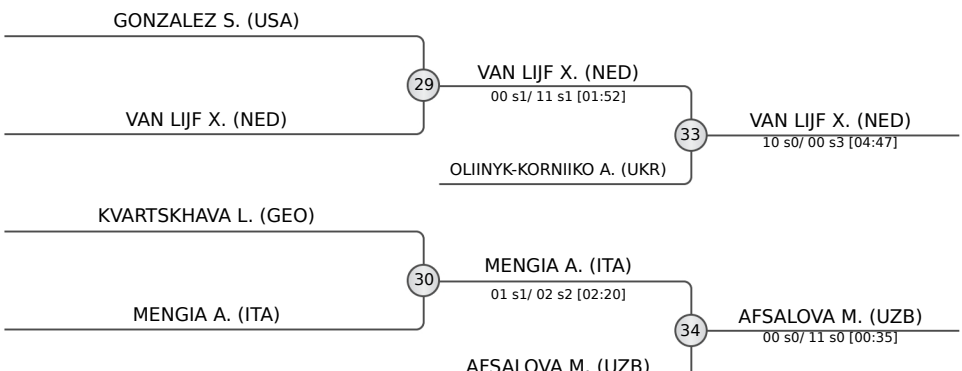 GONZALEZ S. (USA)
29
VAN LIJF X. (NED)
00 s1/ 11 s1 [01:52]
VAN LIJF X. (NED)
33
VAN LIJF X. (NED)
10 s0/ 00 s3 [04:47]
OLIINYK-KORNIIKO A. (UKR)
KVARTSKHAVA L. (GEO)
30
MENGIA A. (ITA)
01 s1/ 02 s2 [02:20]
MENGIA A. (ITA)
34
AFSALOVA M. (UZB)
00 s0/ 11 s0 [00:35]
AFSALOVA M. (UZB)